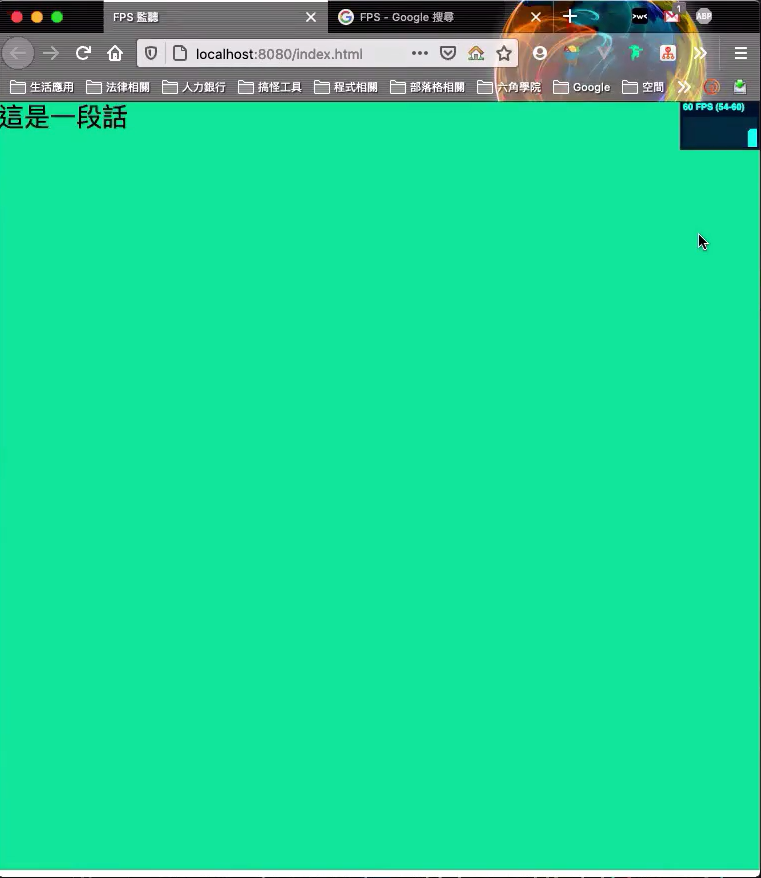 FPS 監聽
FPS - Google 搜尋
>w<
1
ABP
localhost:8080/index.html
生活應用 法律相關 人力銀行 搞怪工具 程式相關 部落格相關 六角學院 Google 空間
這是一段話
60 FPS (54-60)